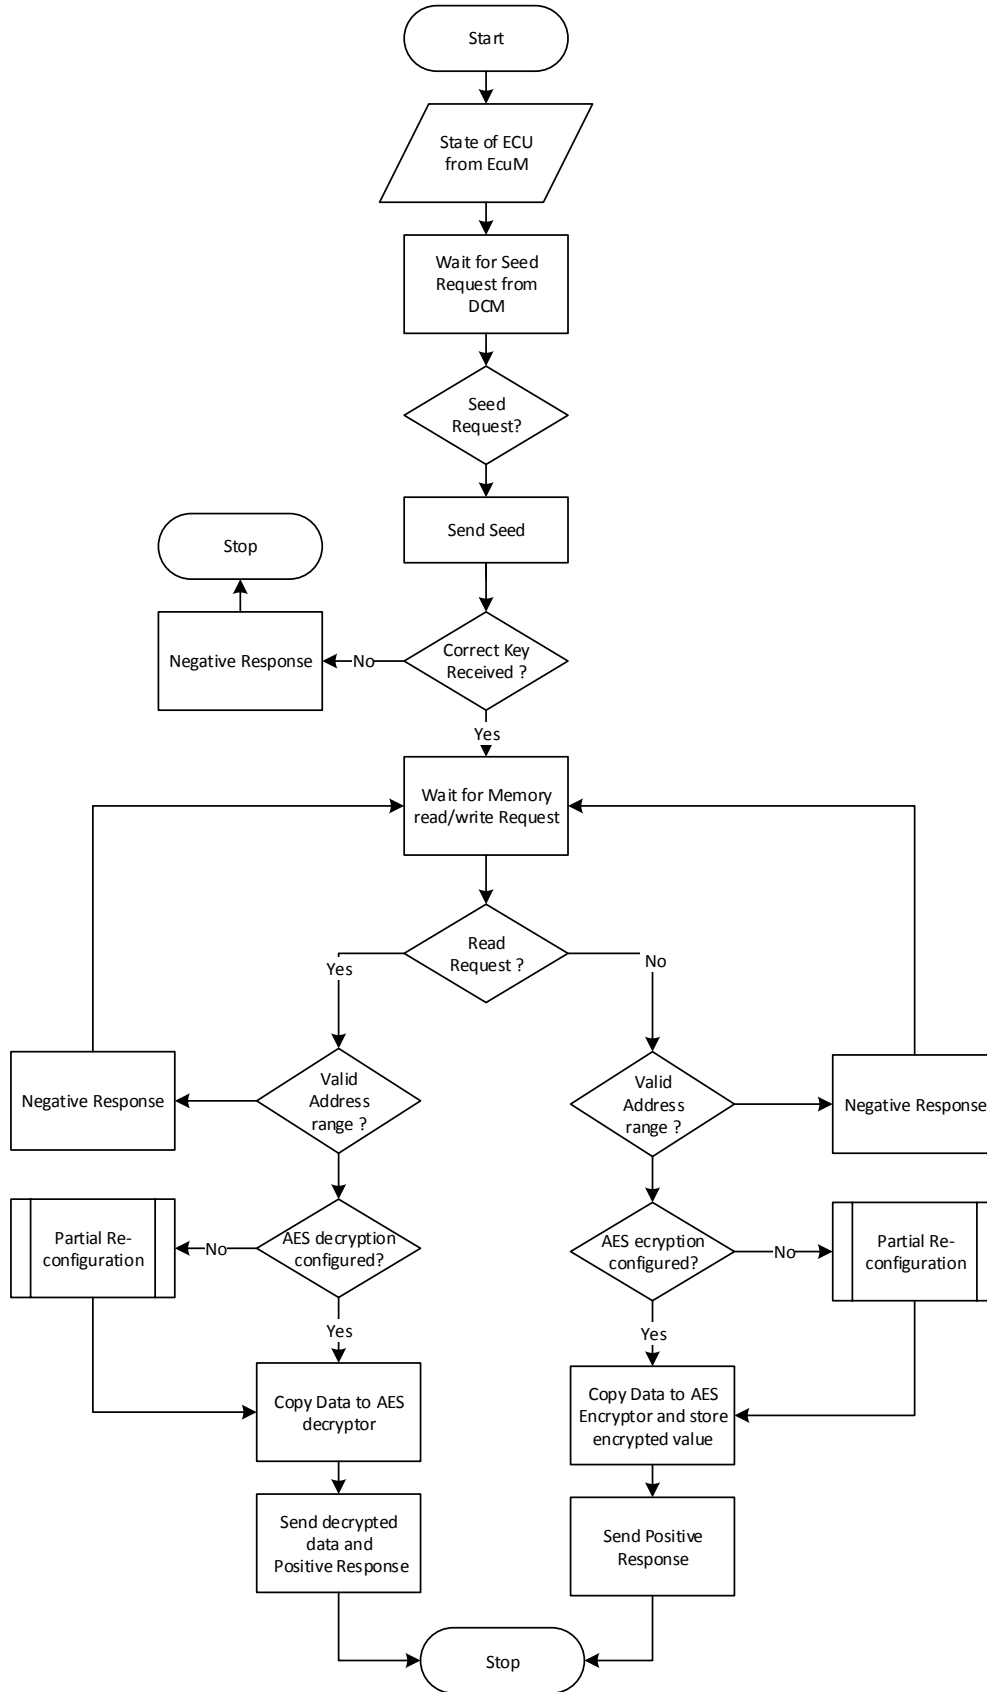 Start
State of ECU
from EcuM
Wait for Seed
Request from
DCM
Seed
Request?
Send Seed
Stop
Negative Response
No
Correct Key
Received ?
Yes
Wait for Memory
read/write Request
Read
Request ?
Yes
No
Negative Response
Valid
Address
range ?
Valid
Address
range ?
Negative Response
Partial Re-
configuration
No
AES decryption
configured?
AES ecryption
configured?
No
Partial Re-
configuration
Yes
Yes
Copy Data to AES
decryptor
Copy Data to AES
Encryptor and store
encrypted value
Send decrypted
data and
Positive Response
Send Positive
Response
Stop